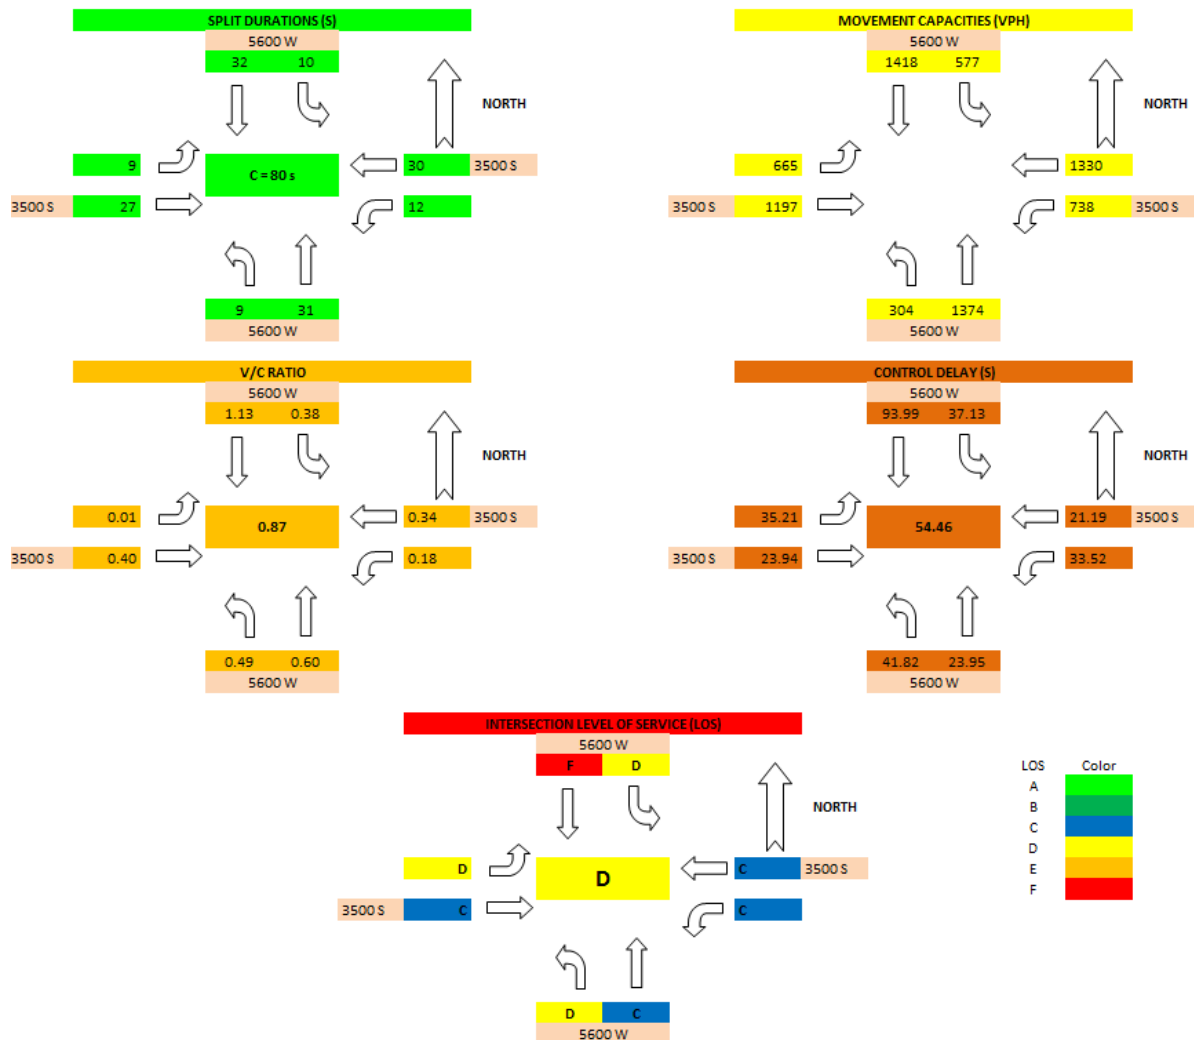 SPLIT DURATIONS (S)
5600 W
32 10
NORTH
9 C = 80 s 30 3500 S
3500 S 27 12
9 31
5600 W
MOVEMENT CAPACITIES (VPH)
5600 W
1418 577
NORTH
665 1330
3500 S 1197 738 3500 S
304 1374
5600 W
V/C RATIO
5600 W
1.13 0.38
NORTH
0.01 0.87 0.34 3500 S
3500 S 0.40 0.18
0.49 0.60
5600 W
CONTROL DELAY (S)
5600 W
93.99 37.13
NORTH
35.21 54.46 21.19 3500 S
3500 S 23.94 33.52
41.82 23.95
5600 W
INTERSECTION LEVEL OF SERVICE (LOS)
5600 W
F D
NORTH
D D C 3500 S
3500 S C C
D C
5600 W
LOS Color
A
B
C
D
E
F